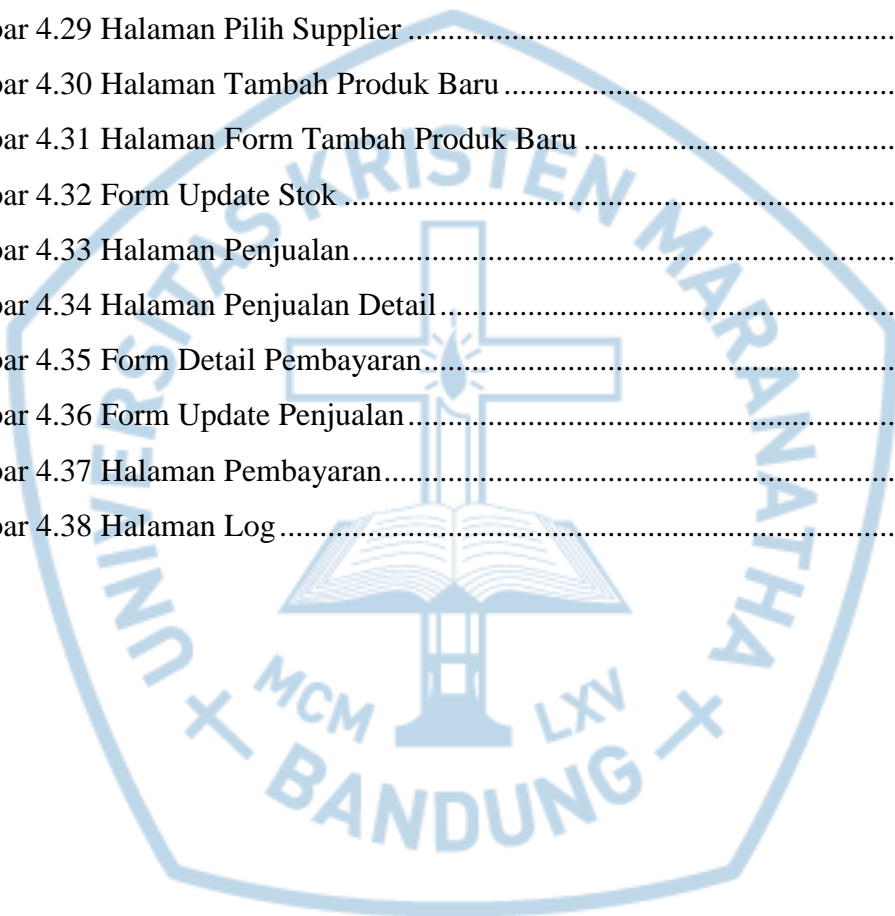 bar 4.29 Halaman Pilih Supplier ........................................................................
bar 4.30 Halaman Tambah Produk Baru ..........................................................
bar 4.31 Halaman Form Tambah Produk Baru ..............................................
bar 4.32 Form Update Stok ................................................................................
bar 4.33 Halaman Penjualan...............................................................................
bar 4.34 Halaman Penjualan Detail..................................................................
bar 4.35 Form Detail Pembayaran.....................................................................
bar 4.36 Form Update Penjualan .......................................................................
bar 4.37 Halaman Pembayaran..........................................................................
bar 4.38 Halaman Log .........................................................................................
UNIVERSITAS KRISTEN MARANATHA
MCM LXV
BANDUNG